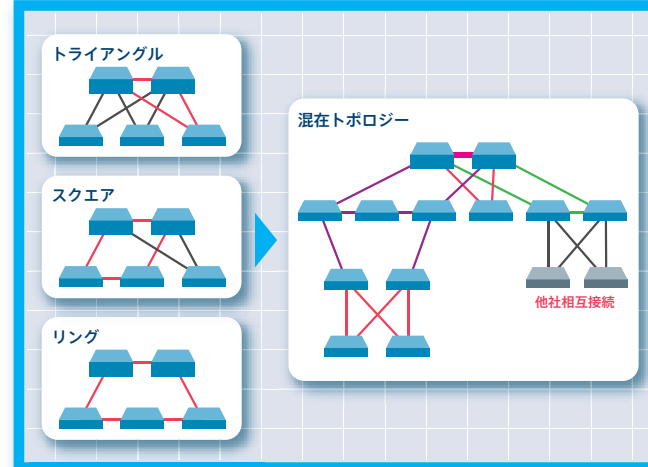 トライアングル
スクエア
リング
混在トポロジー
他社相互接続